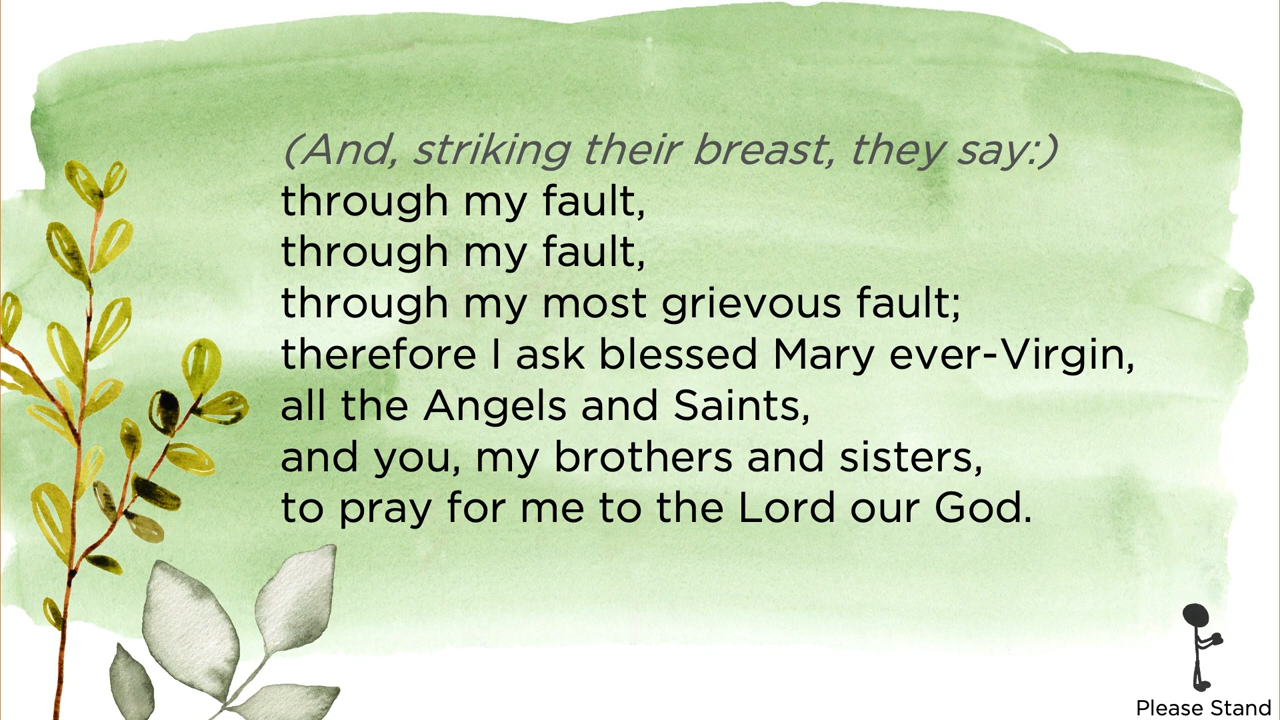 (And, striking their breast, they say:)
through my fault,
through my fault,
through my most grievous fault;
therefore I ask blessed Mary ever-Virgin,
all the Angels and Saints,
and you, my brothers and sisters,
to pray for me to the Lord our God.
Please Stand